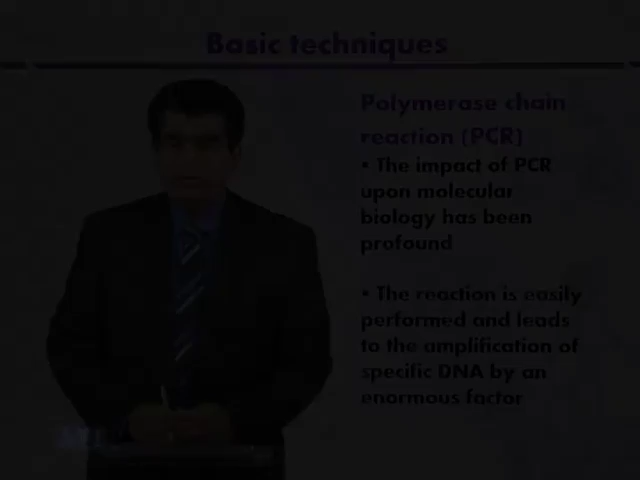 Basic techniques
Polymerase chain
reaction (PCR)
• The impact of PCR
upon molecular
biology has been
profound
• The reaction is easily
performed and leads
to the amplification of
specific DNA by an
enormous factor